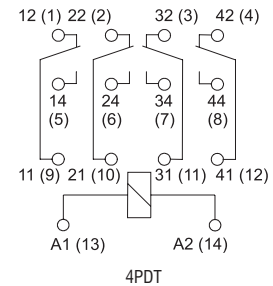 12 (1) 22 (2) 32 (3) 42 (4)
14 24 34 44
(5) (6) (7) (8)
11 (9) 21 (10) 31 (11) 41 (12)
A1 (13) A2 (14)
4PDT